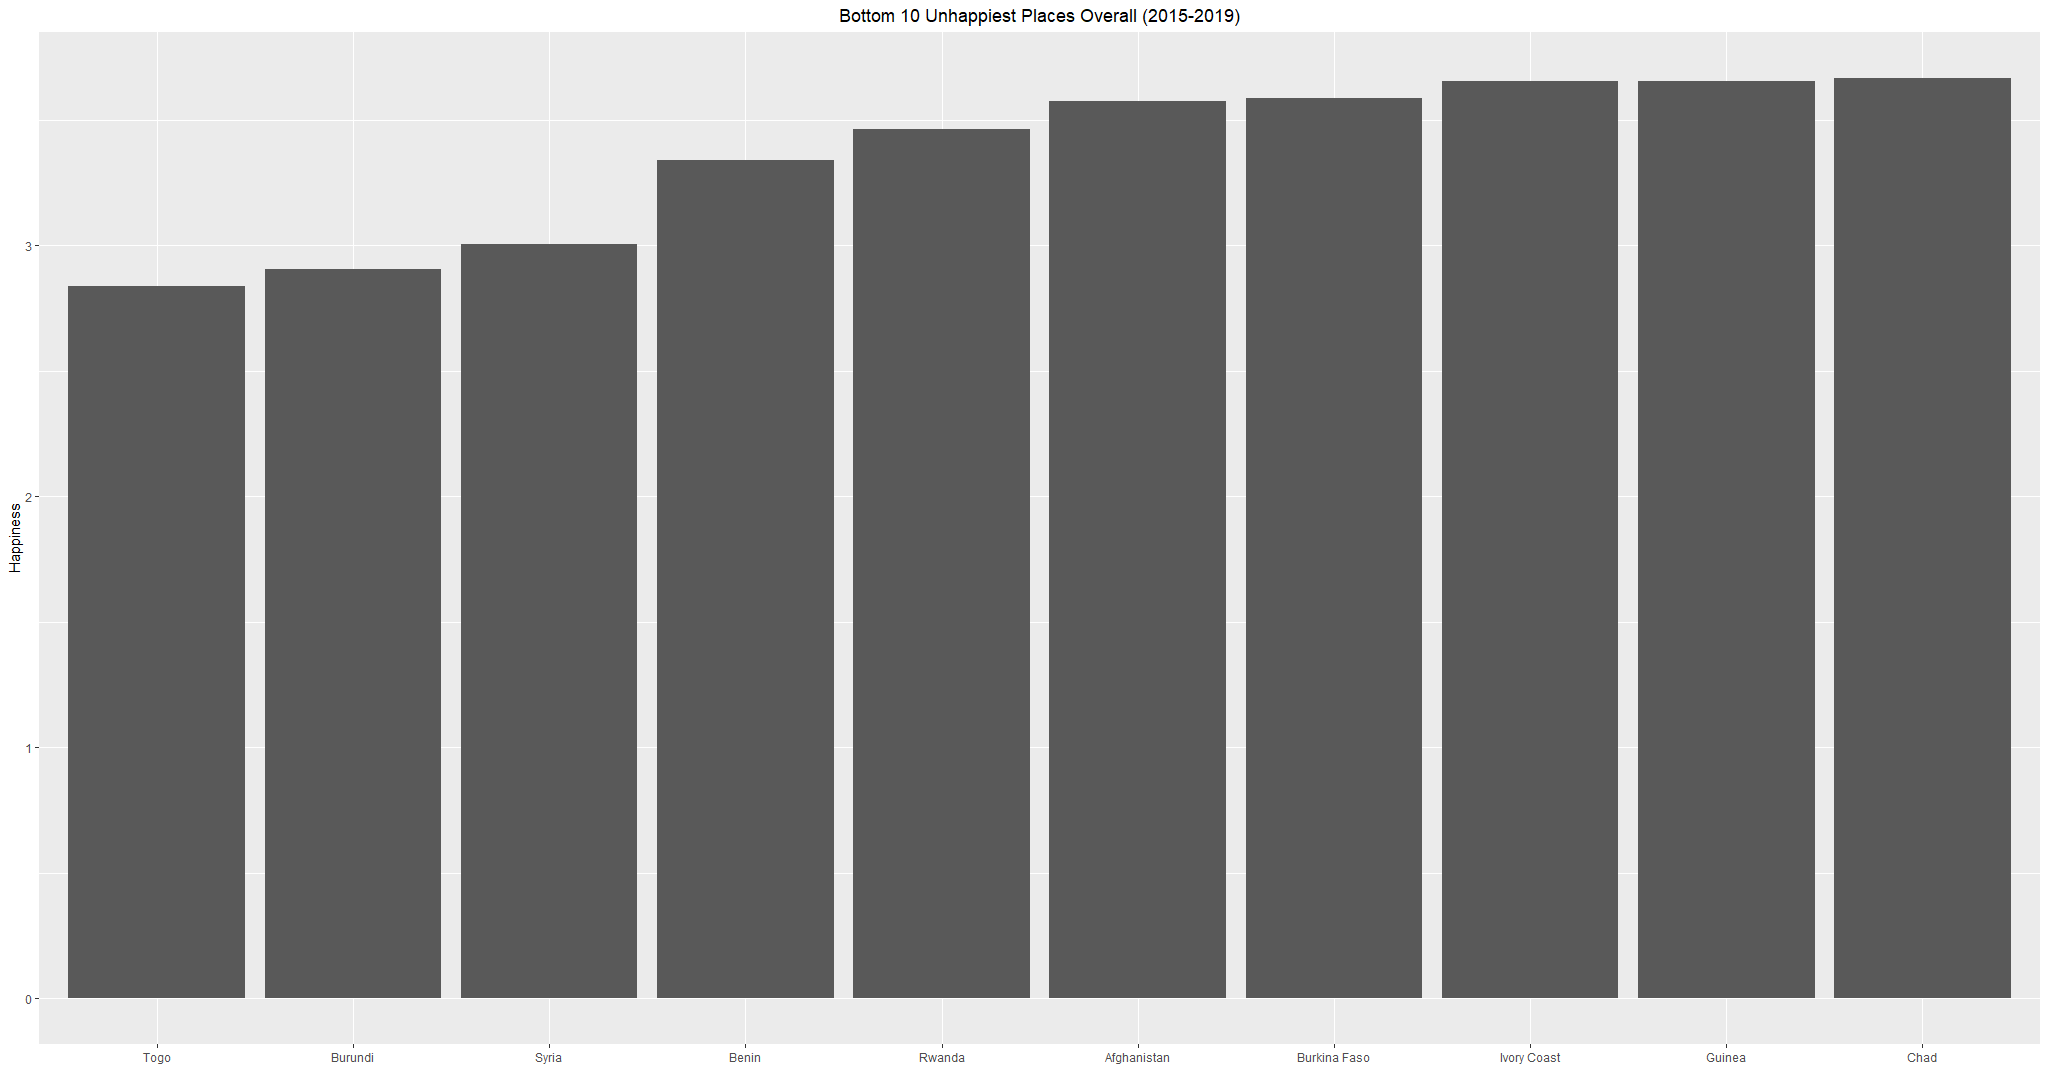 Bottom 10 Unhappiest Places Overall (2015-2019)
Happiness
3
2
1
0
Togo Burundi Syria Benin Rwanda Afghanistan Burkina Faso Ivory Coast Guinea Chad